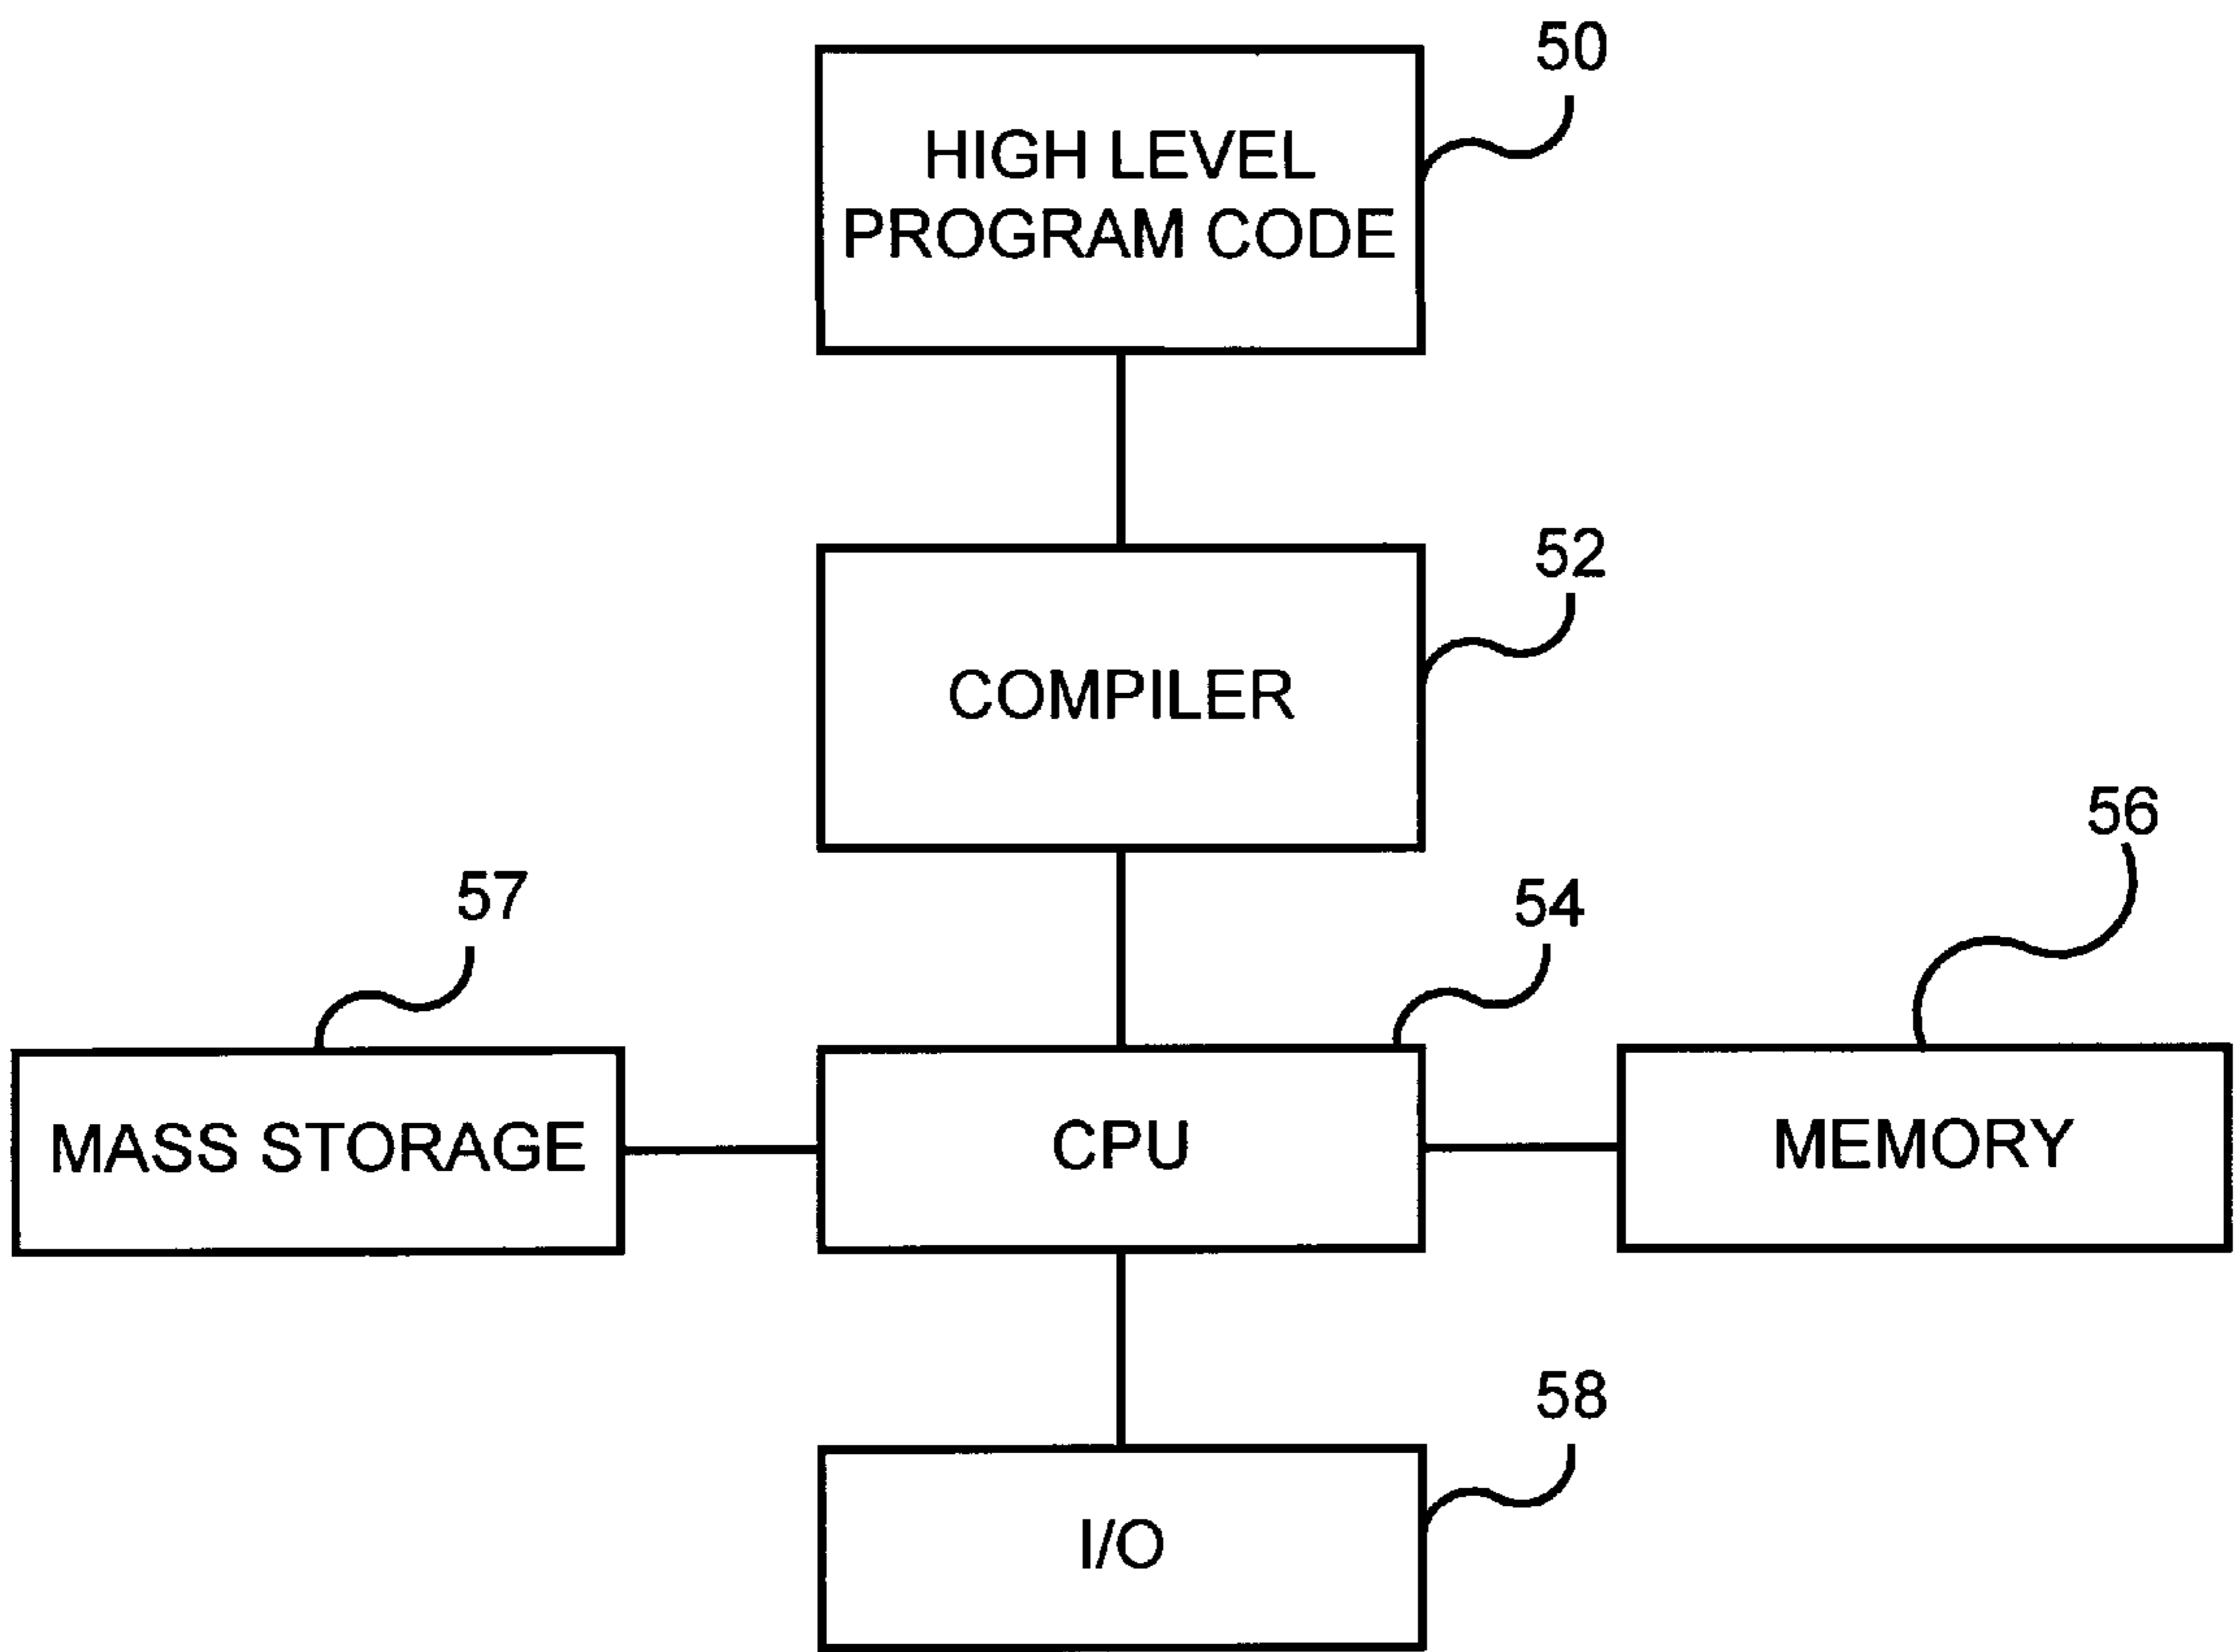 50
HIGH LEVEL
PROGRAM CODE
52
COMPILER
56
57
54
MASS STORAGE
CPU
MEMORY
58
I/O